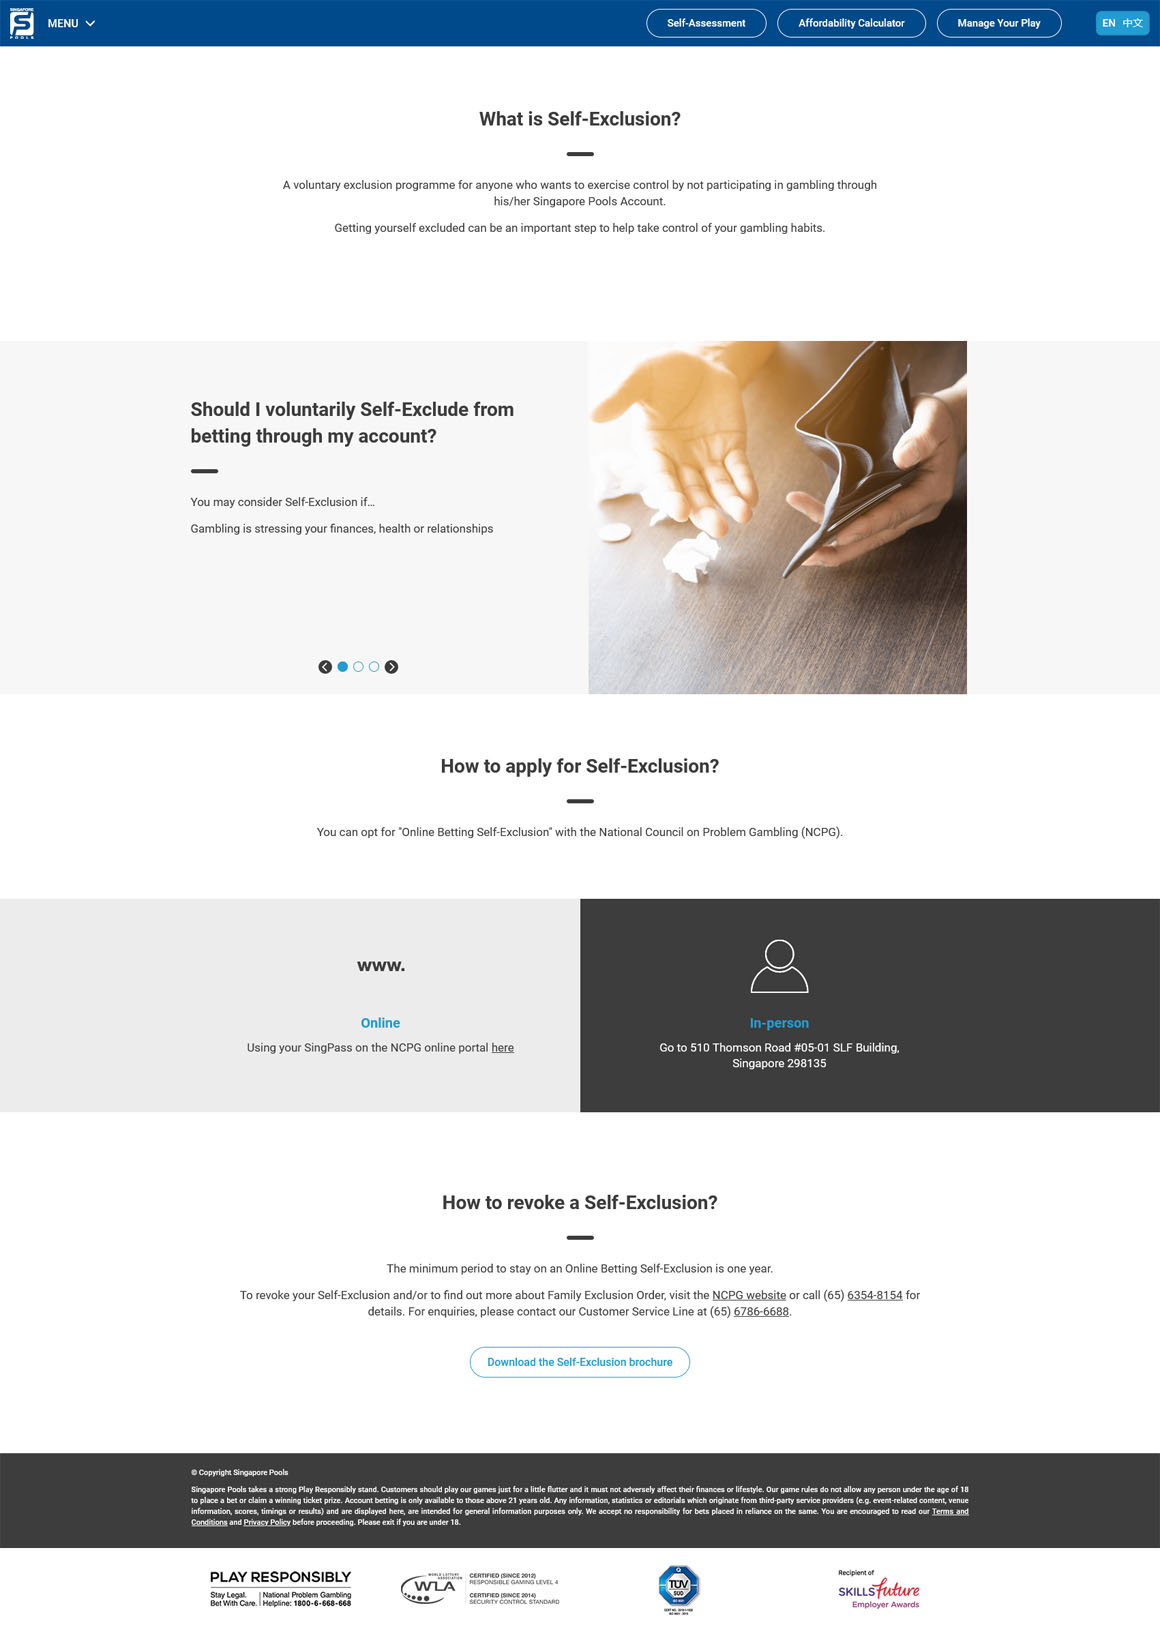 SINGAPORE
POOLS
MENU
Self-Assessment
Affordability Calculator
Manage Your Play
EN 中文
What is Self-Exclusion?
A voluntary exclusion programme for anyone who wants to exercise control by not participating in gambling through
his/her Singapore Pools Account.
Getting yourself excluded can be an important step to help take control of your gambling habits.
Should I voluntarily Self-Exclude from
betting through my account?
You may consider Self-Exclusion if...
Gambling is stressing your finances, health or relationships
How to apply for Self-Exclusion?
You can opt for "Online Betting Self-Exclusion" with the National Council on Problem Gambling (NCPG).
www.
Online
Using your SingPass on the NCPG online portal here
In-person
Go to 510 Thomson Road #05-01 SLF Building,
Singapore 298135
How to revoke a Self-Exclusion?
The minimum period to stay on an Online Betting Self-Exclusion is one year.
To revoke your Self-Exclusion and/or to find out more about Family Exclusion Order, visit the NCPG website or call (65) 6354-8154 for
details. For enquiries, please contact our Customer Service Line at (65) 6786-6688.
Download the Self-Exclusion brochure
© Copyright Singapore Pools
Singapore Pools takes a strong Play Responsibly stand. Customers should play our games just for a little flutter and it must not adversely affect their finances or lifestyle. Our game rules do not allow any person under the age of 18
to place a bet or claim a winning ticket prize. Account betting is only available to those above 21 years old. Any information, statistics or editorials which originate from third-party service providers (e.g. event-related content, venue
information, scores, timings or results) and are displayed here, are intended for general information purposes only. We accept no responsibility for bets placed in reliance on the same. You are encouraged to read our Terms and
Conditions and Privacy Policy before proceeding. Please exit if you are under 18.
PLAY RESPONSIBLY
Stay Legal.
Bet With Care.
National Problem Gambling
Helpline: 1800-6-668-668
WORLD LOTTERY
ASSOCIATION
WLA
CERTIFIED (SINCE 2012)
RESPONSIBLE GAMING LEVEL 4
CERTIFIED (SINCE 2014)
SECURITY CONTROL STANDARD
TÜV
SÜD
Recipient of
SKILLSfuture
Employer Awards